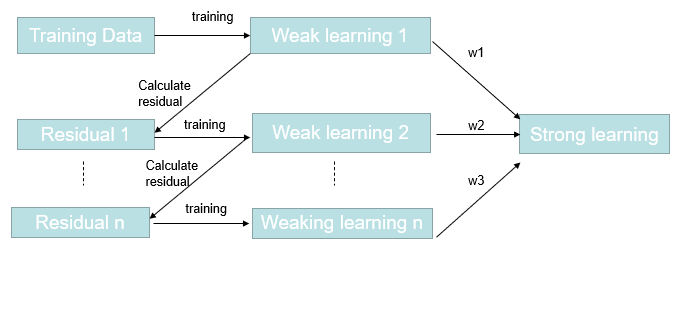 training
Training Data
Weak learning 1
w1
Calculate
residual
training
Residual 1
Weak learning 2
w2
Strong learning
Calculate
residual
w3
training
Residual n
Weaking learning n